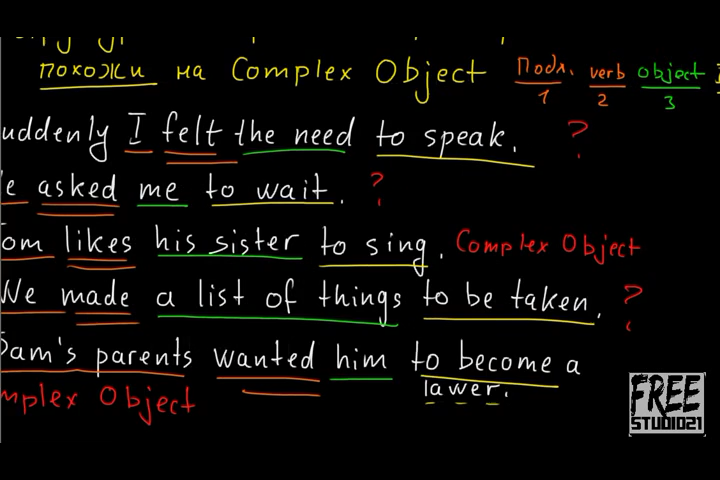 похожи на Complex Object Подл. verb object
1 2 3
uddenly I felt the need to speak. ?
e asked me to wait. ?
om likes his sister to sing. Complex Object
We made a list of things to be taken. ?
am's parents wanted him to become a
lawer.
mplex Object
FREE
STUDIO21